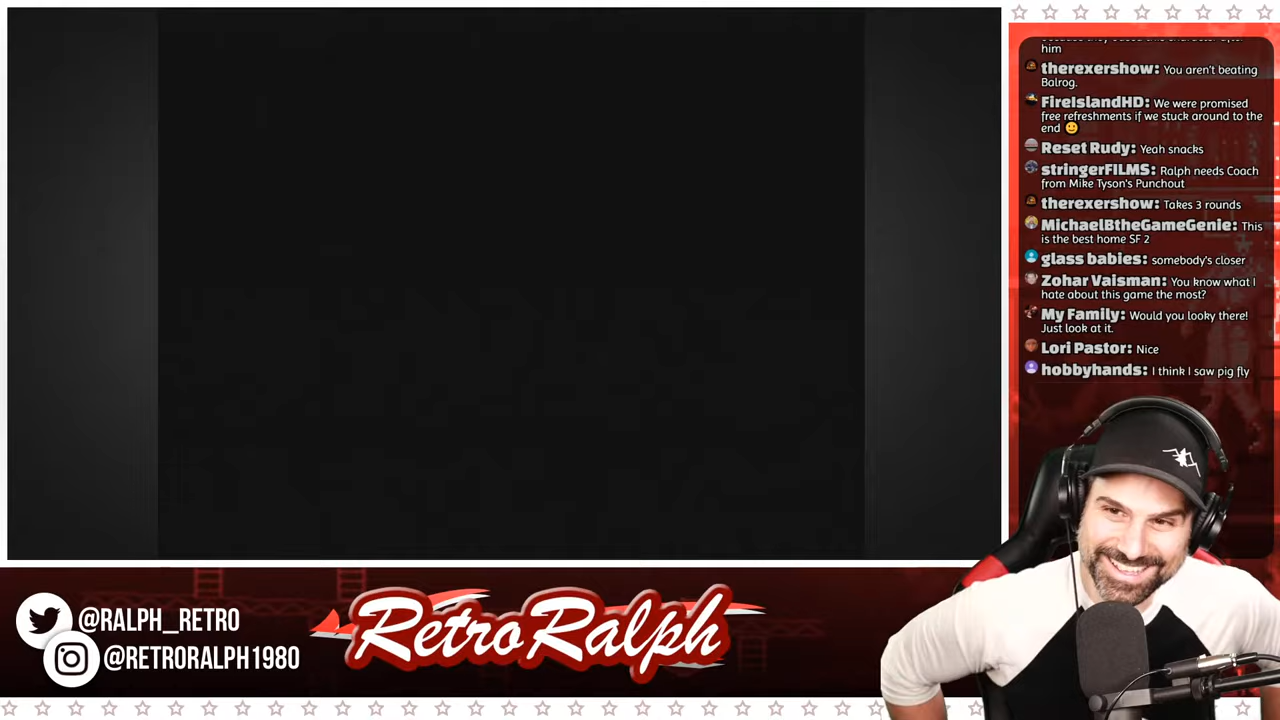 him
therexershow: You aren't beating
Balrog.
FireIslandHD: We were promised
free refreshments if we stuck around to the
end 🙂
Reset Rudy: Yeah snacks
stringerFILMS: Ralph needs Coach
from Mike Tyson's Punchout
therexershow: Takes 3 rounds
MichaelBtheGameGenie: This
is the best home SF 2
glass babies: somebody's closer
Zohar Vaisman: You know what I
hate about this game the most?
My Family: Would you looky there!
Just look at it.
Lori Pastor: Nice
hobbyhands: I think I saw pig fly
@RALPH_RETRO
@RETRORALPH1980
RetroRalph